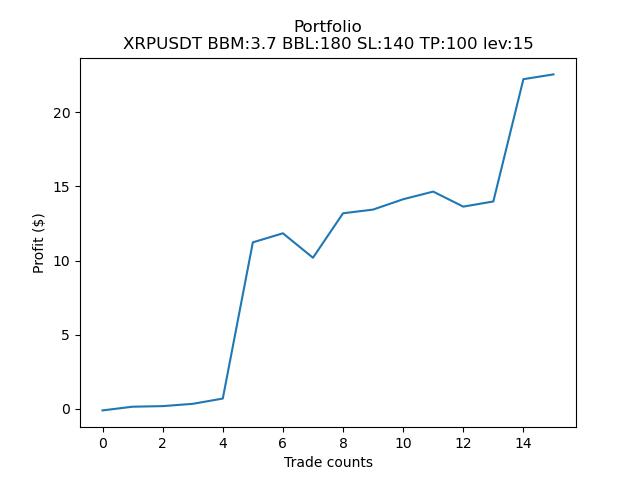 Portfolio
XRPUSDT BBM:3.7 BBL:180 SL:140 TP:100 lev:15
20
15
10
5
0
Profit ($)
0 2 4 6 8 10 12 14
Trade counts